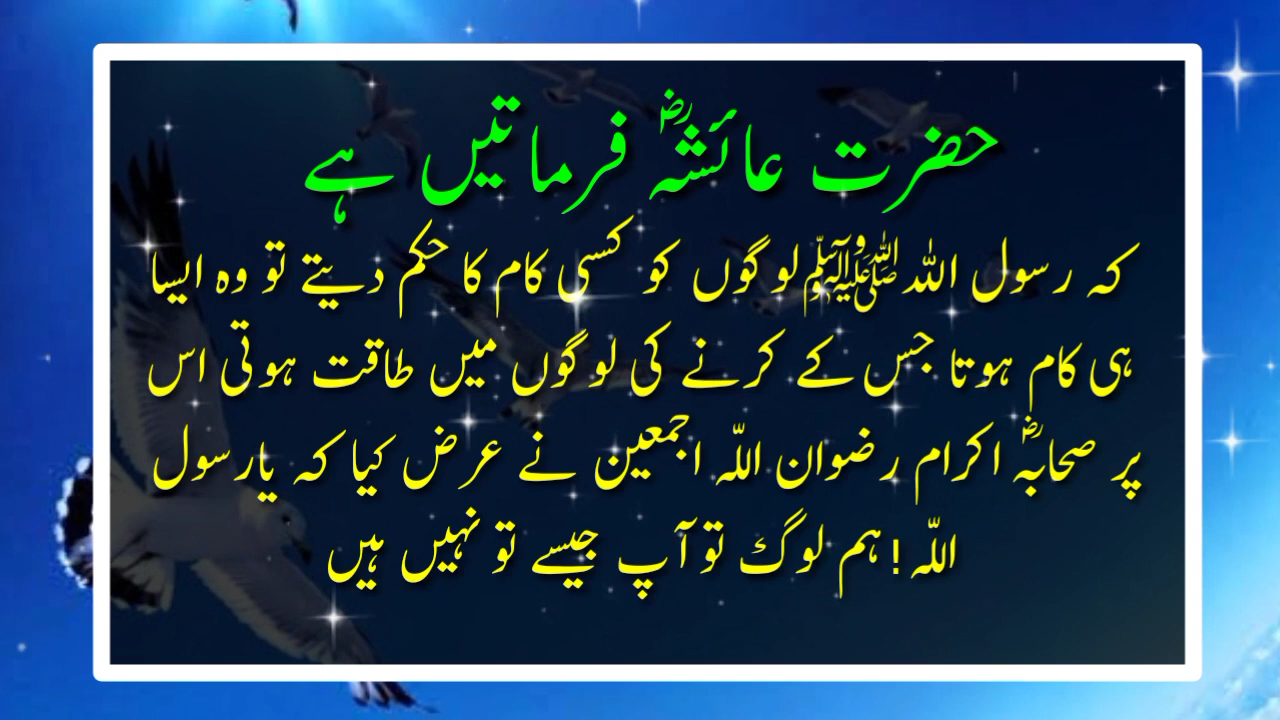 حضرت عائشہؓ فرماتیں ہے
کہ رسول اللہ ﷺ لوگوں کو کسی کام کا حکم دیتے تو وہ ایسا
ہی کام ہوتا جس کے کرنے کی لوگوں میں طاقت ہوتی اس
پر صحابہؓ اکرام رضوان اللّٰہ اجمعین نے عرض کیا کہ یارسول
اللّٰہ ! ہم لوگ تو آپ جیسے تو نہیں ہیں